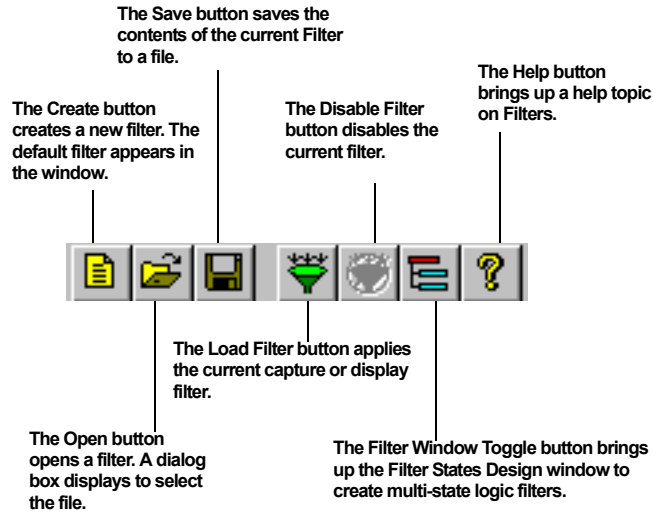 The Save button saves the
contents of the current Filter
to a file.
The Help button
brings up a help topic
on Filters.
The Create button
creates a new filter. The
default filter appears in
the window.
The Disable Filter
button disables the
current filter.
The Load Filter button applies
the current capture or display
filter.
The Open button
opens a filter. A dialog
box displays to select
the file.
The Filter Window Toggle button brings
up the Filter States Design window to
create multi-state logic filters.